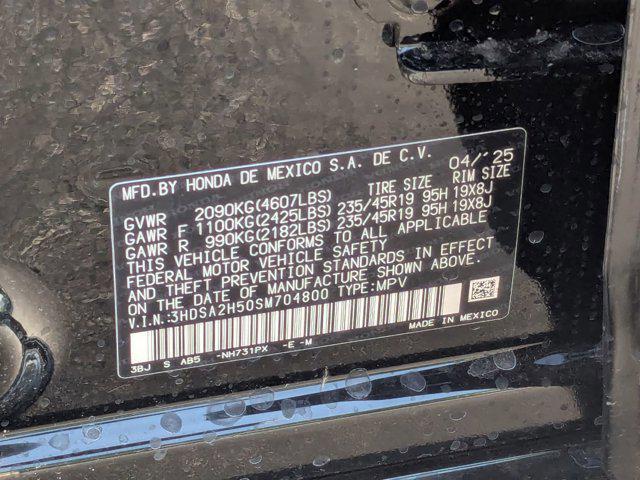 MFD.BY HONDA DE MEXICO S.A. DE C.V. 04/'25
GVWR 2090KG(4607LBS) TIRE SIZE RIM SIZE
GAWR F 1100KG(2425LBS) 235/45R19 95H 19X8J
GAWR R 990KG(2182LBS) 235/45R19 95H 19X8J
THIS VEHICLE CONFORMS TO ALL APPLICABLE
FEDERAL MOTOR VEHICLE SAFETY
AND THEFT PREVENTION STANDARDS IN EFFECT
ON THE DATE OF MANUFACTURE SHOWN ABOVE.
V.I.N.:3HDSA2H50SM704800 TYPE:MPV
3BJ S AB5 -NH731PX -E -M